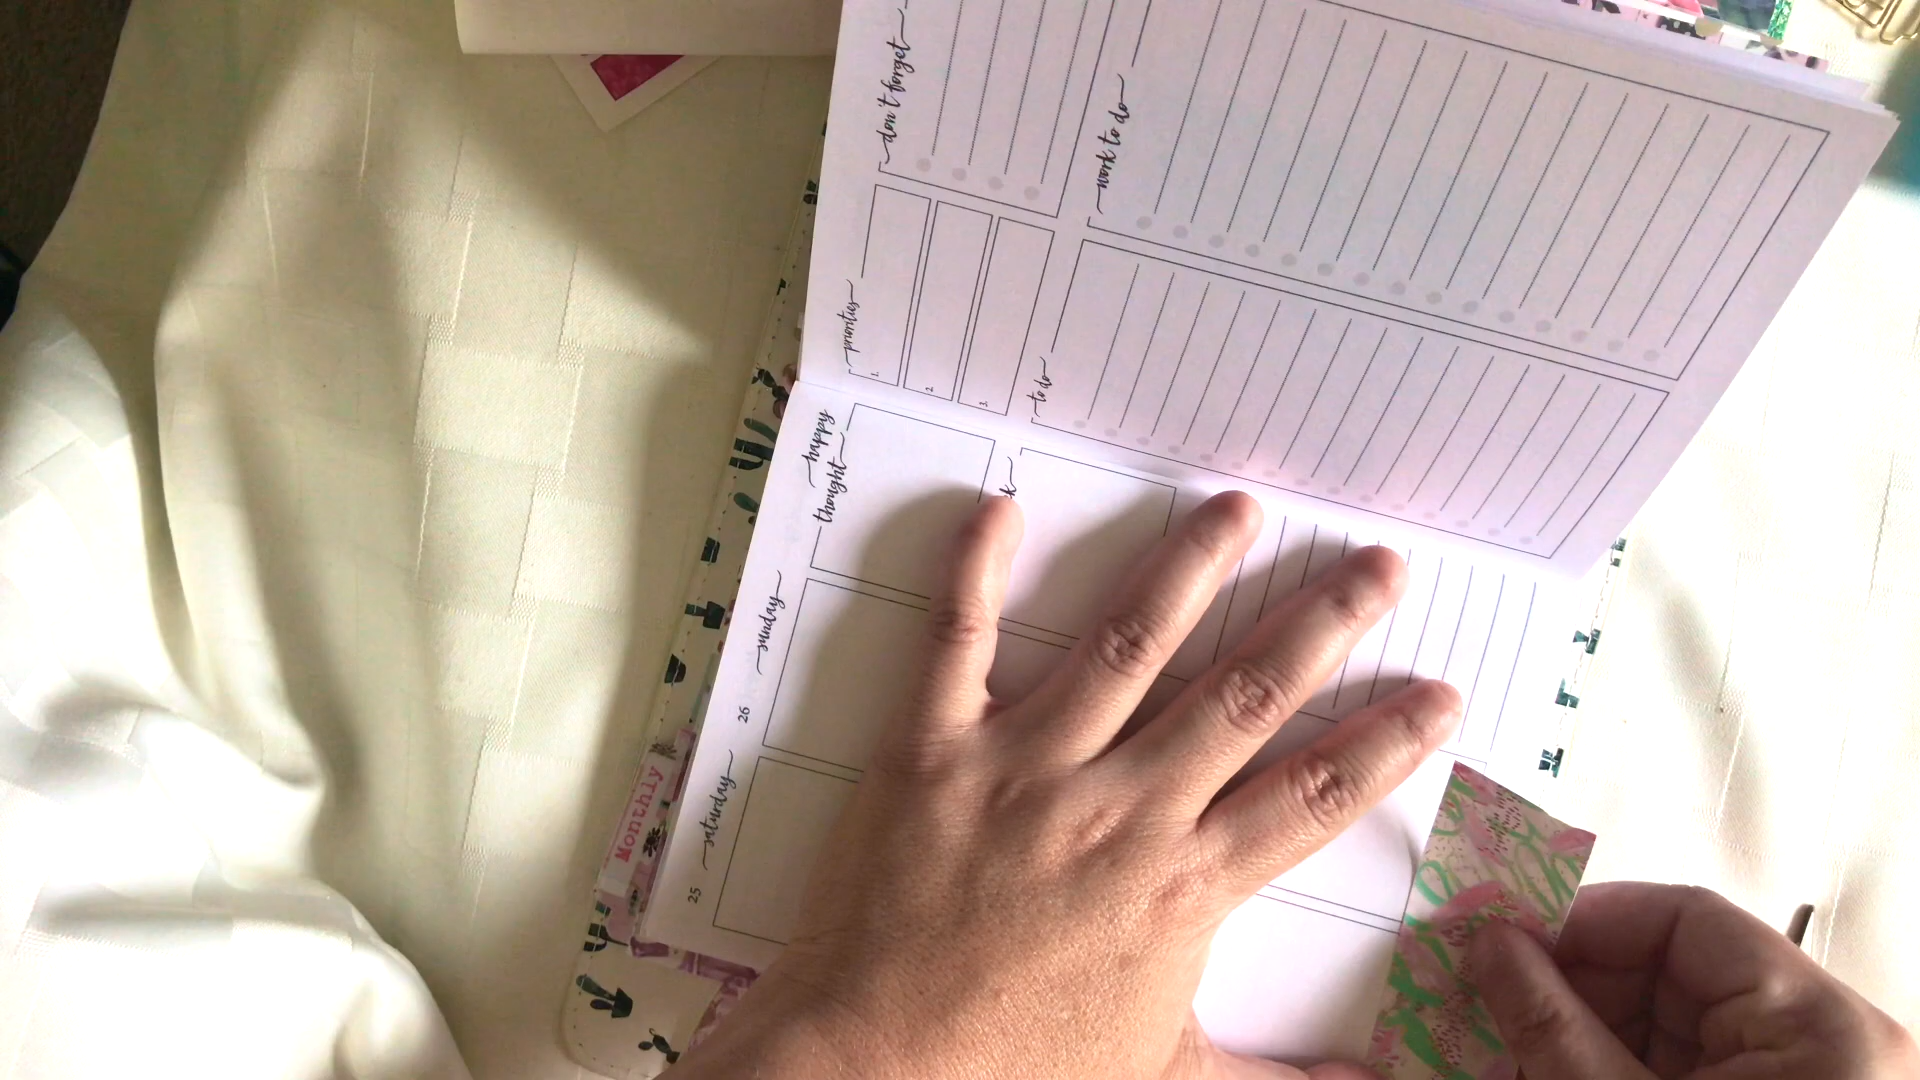 don't forget
work to do
priorities
1.
2.
3.
to do
happy
thought
k
sunday
26
saturday
25
Monthly